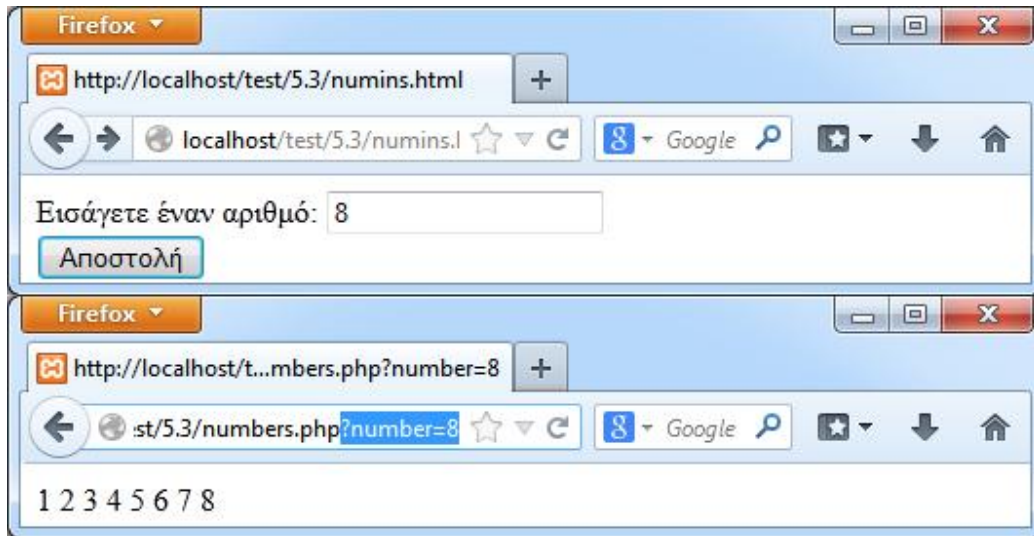 Firefox
http://localhost/test/5.3/numins.html
localhost/test/5.3/numins.l
8 Google
Εισάγετε έναν αριθμό: 8
Αποστολή
Firefox
http://localhost/t...mbers.php?number=8
st/5.3/numbers.php?number=8
8 Google
1 2 3 4 5 6 7 8